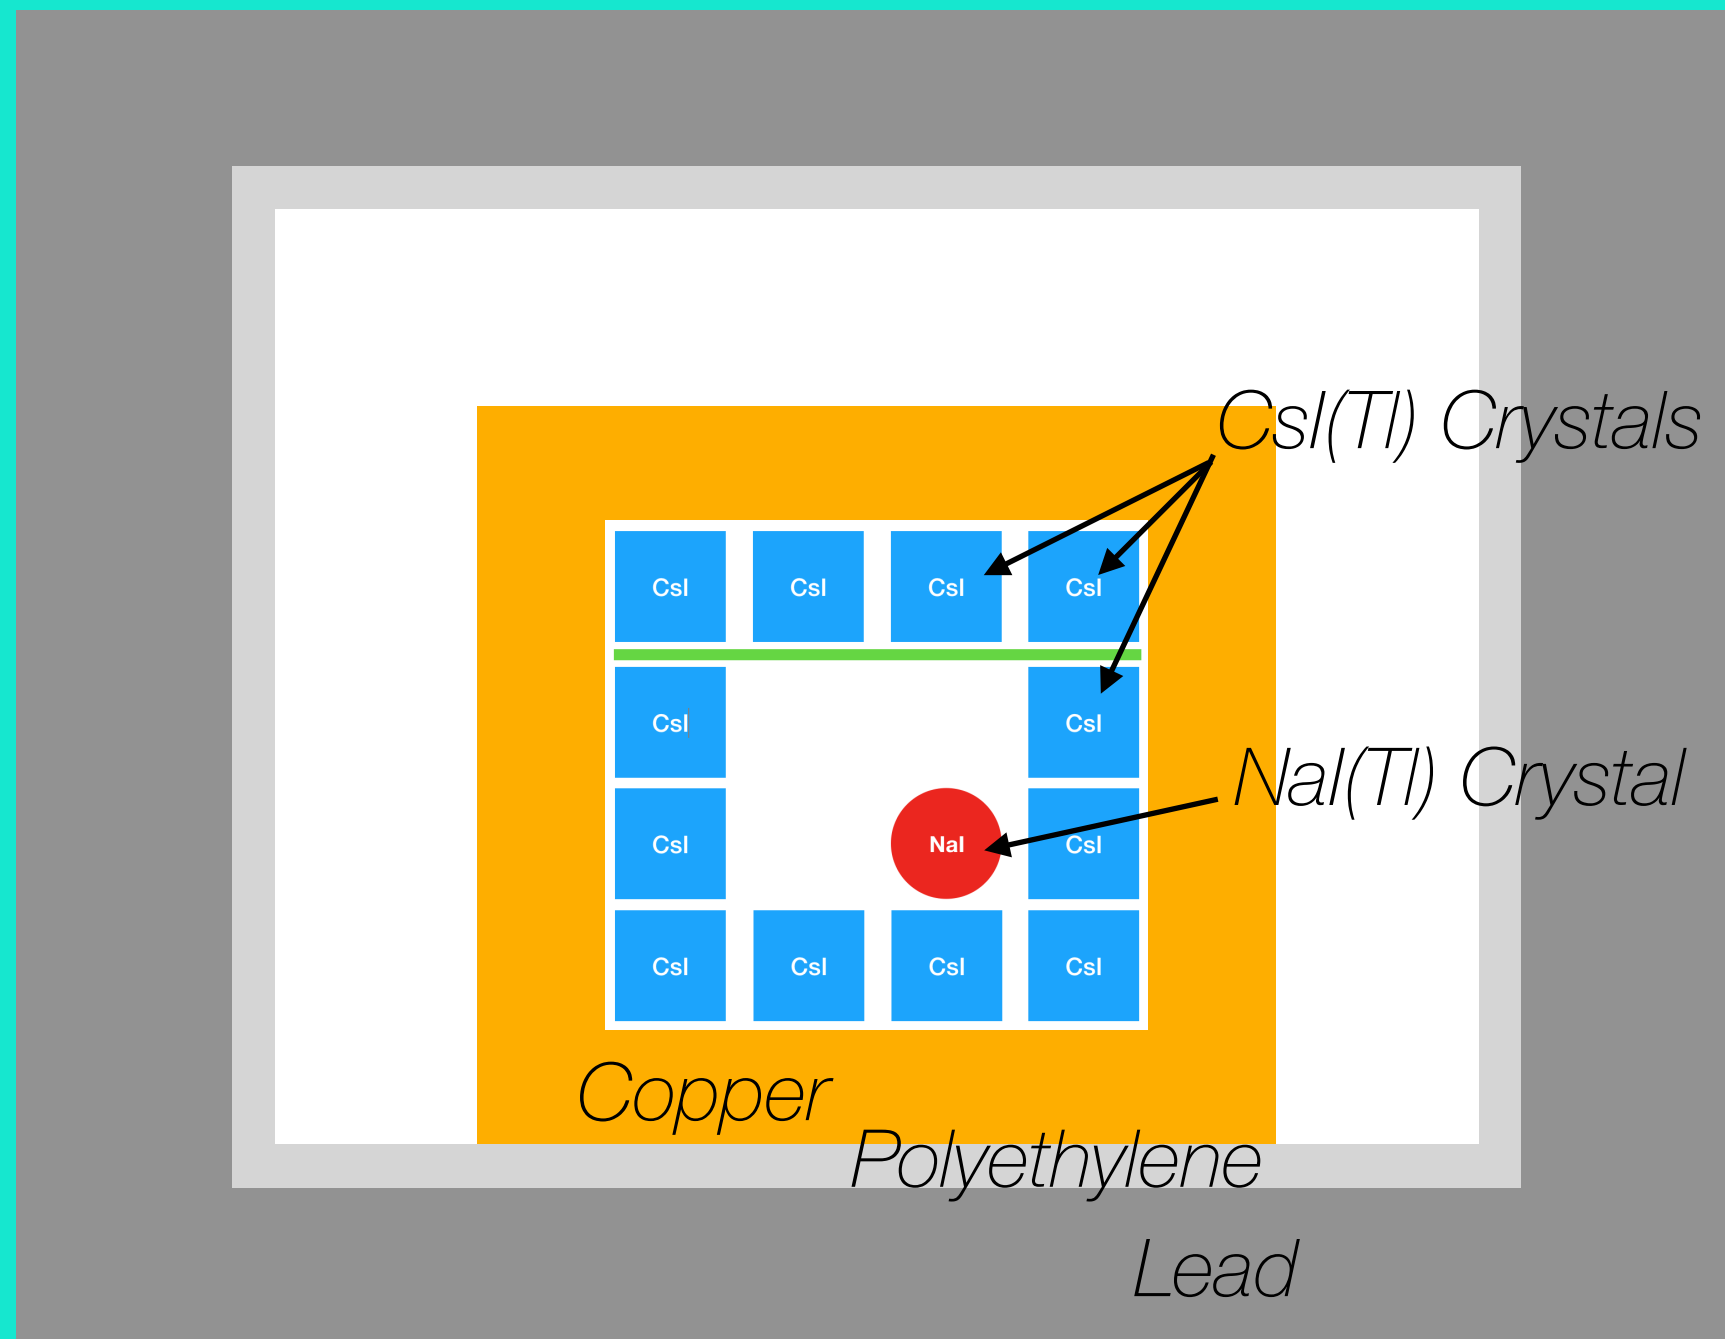 CsI(Tl) Crystals
CsI CsI CsI CsI
CsI CsI
NaI(Tl) Crystal
CsI NaI CsI
CsI CsI CsI CsI
Copper
Polyethylene
Lead